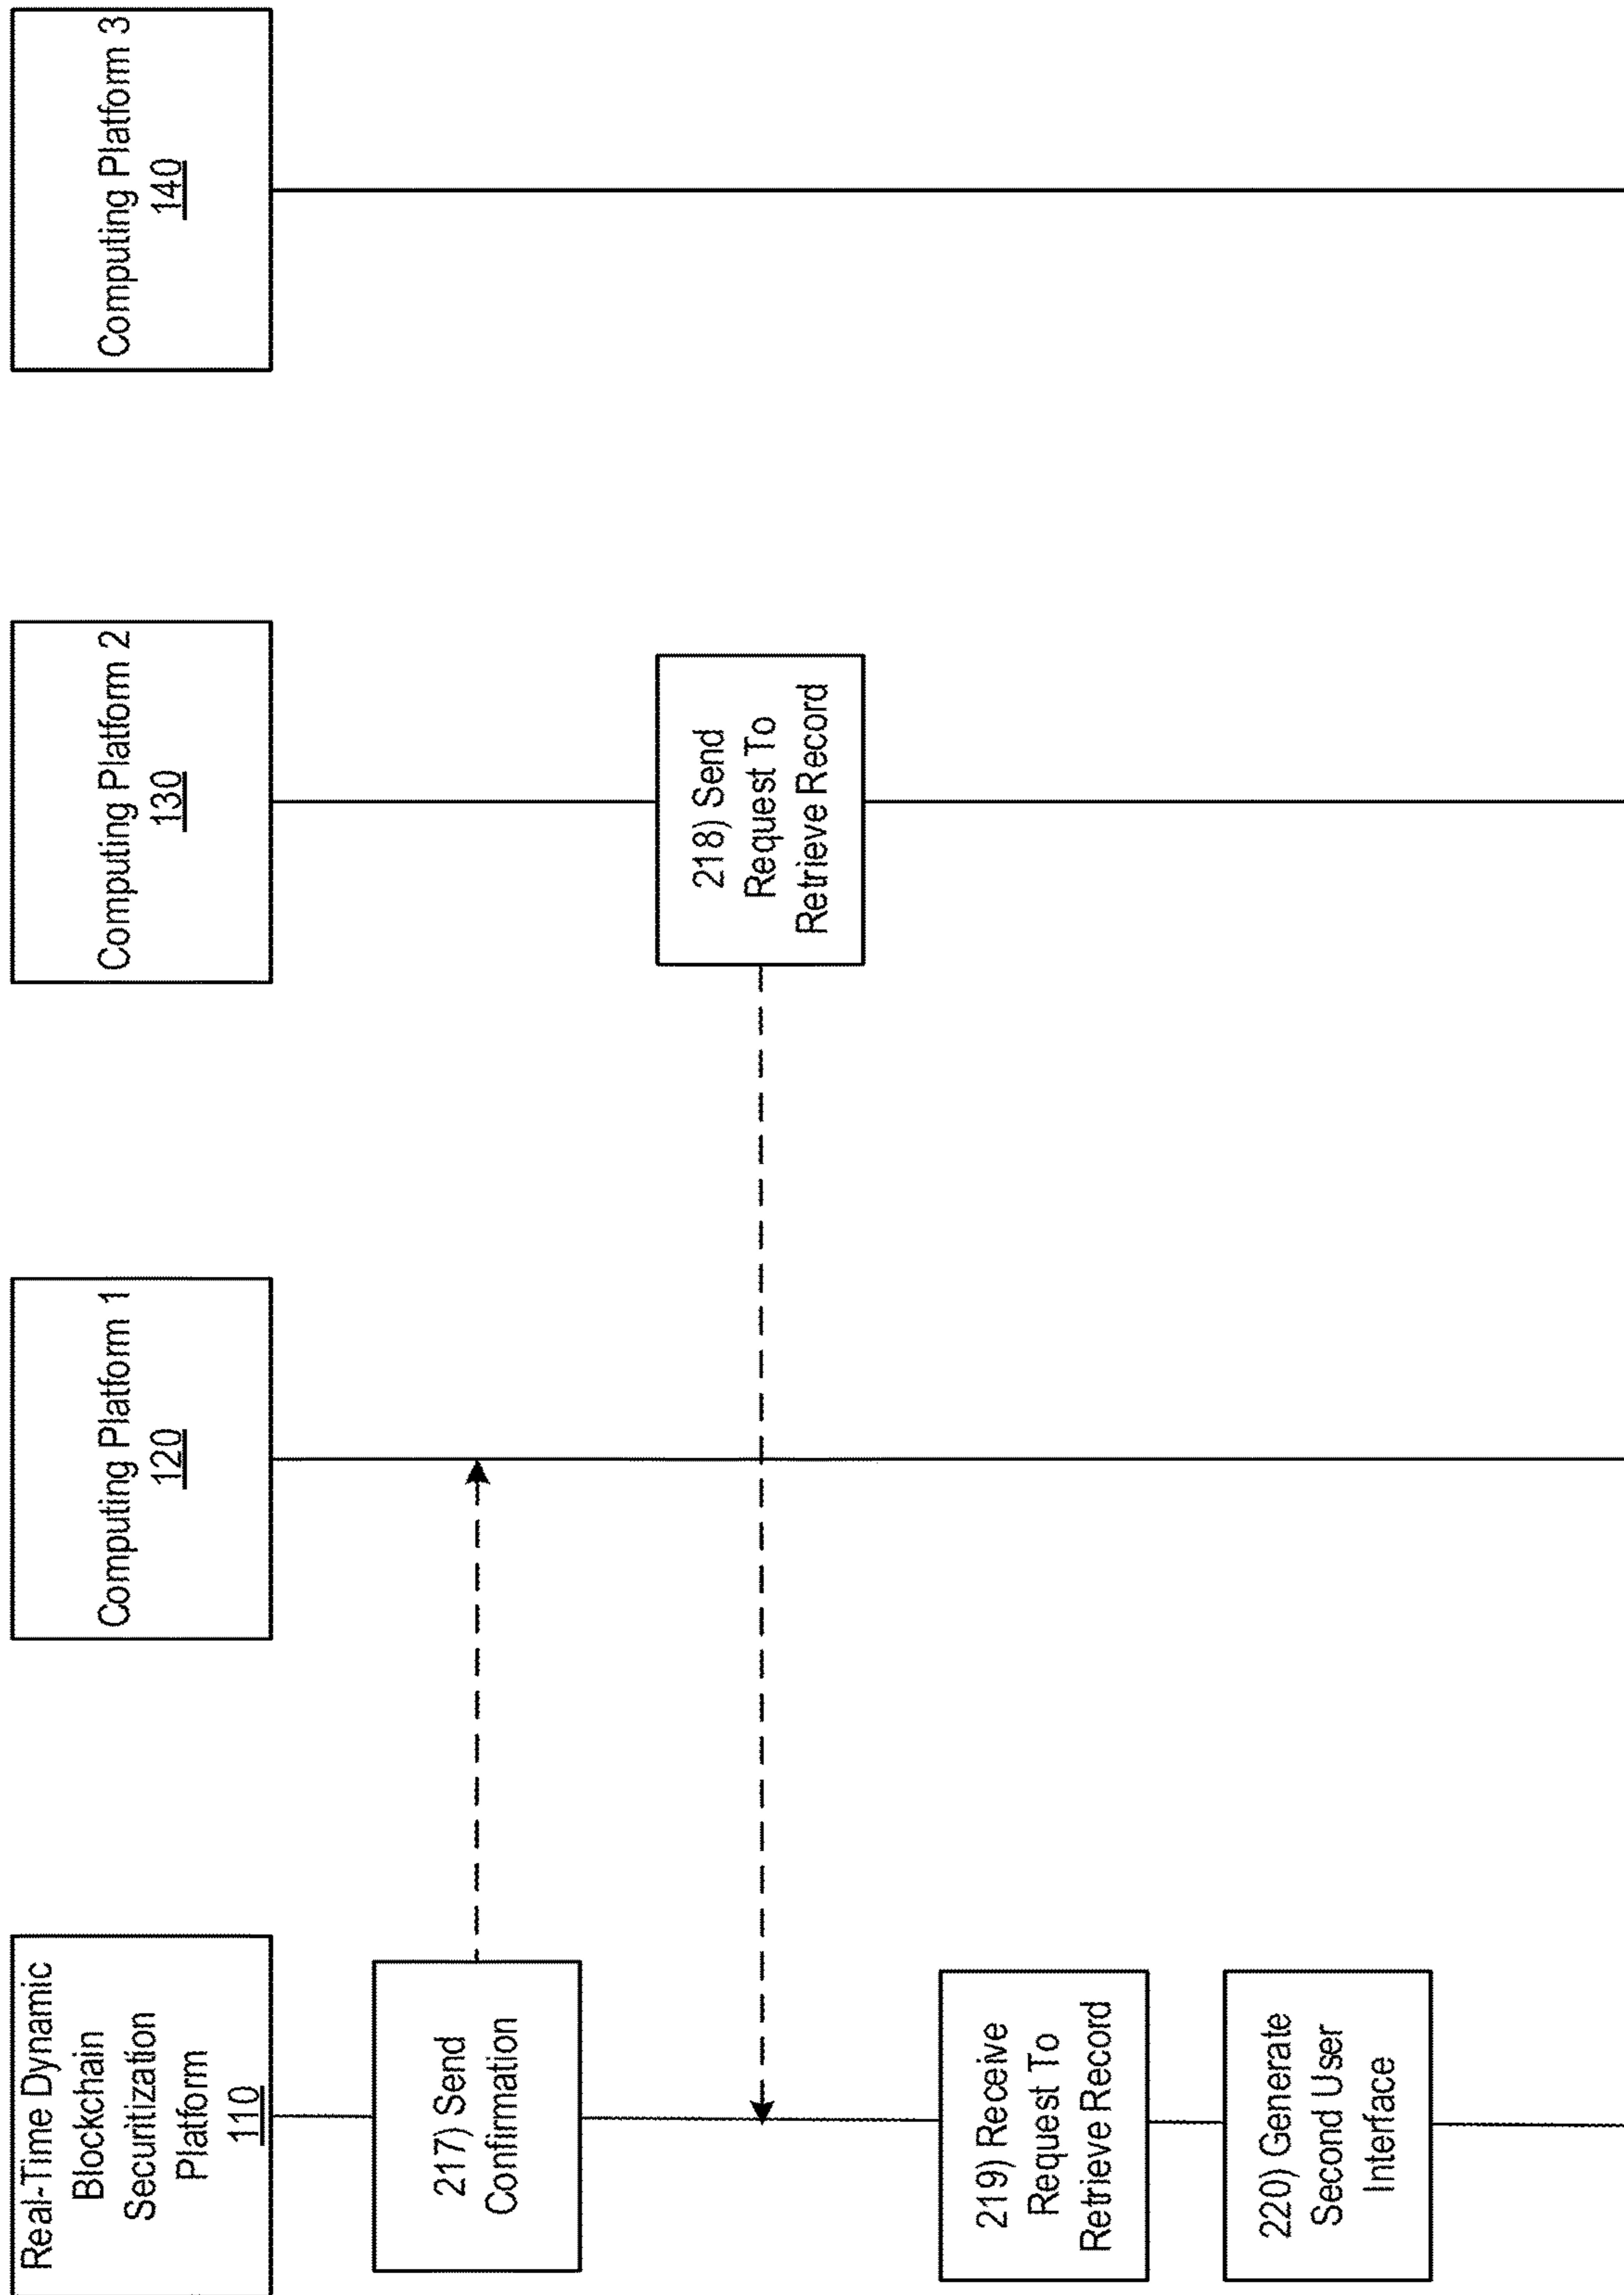 Real-Time Dynamic
Blockchain
Securitization
Platform
110
Computing Platform 1
120
Computing Platform 2
130
Computing Platform 3
140
217) Send
Confirmation
218) Send
Request To
Retrieve Record
219) Receive
Request To
Retrieve Record
220) Generate
Second User
Interface